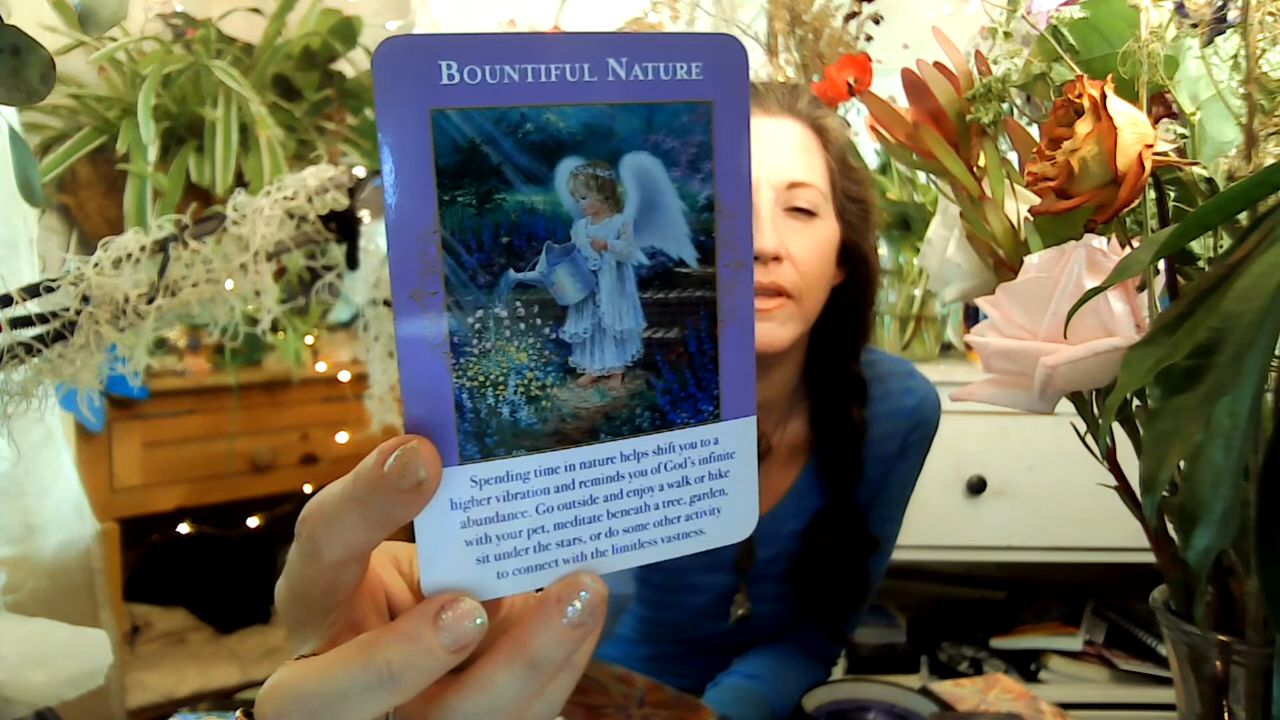 BOUNTIFUL NATURE
Spending time in nature helps shift you to a
higher vibration and reminds you of God's infinite
abundance. Go outside and enjoy a walk or hike
with your pet, meditate beneath a tree, garden,
sit under the stars, or do some other activity
to connect with the limitless vastness.